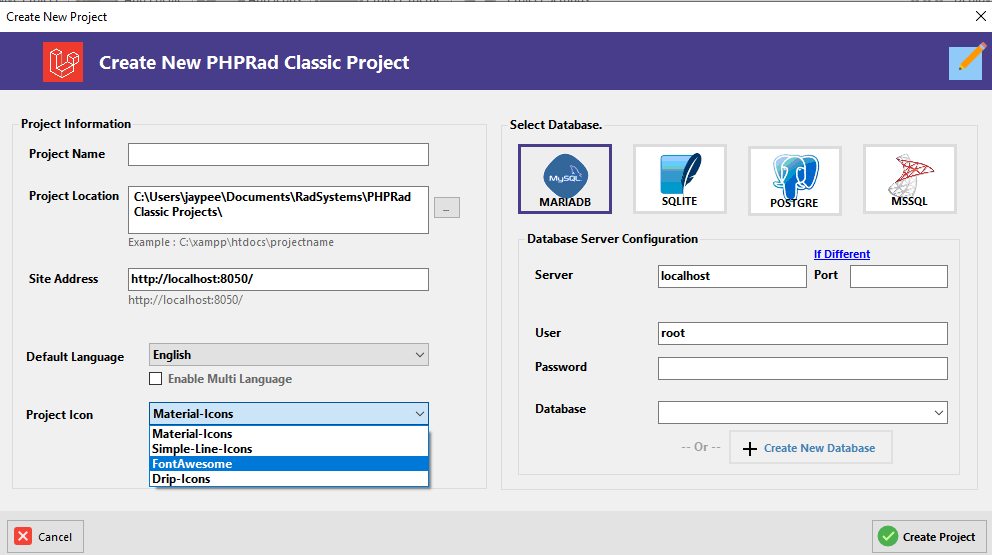 Create New Project
Create New PHPRad Classic Project
Project Information
Project Name
Project Location
C:\Users\jaypee\Documents\RadSystems\PHPRad
Classic Projects\
...
Example : C:\xampp\htdocs\projectname
Site Address
http://localhost:8050/
http://localhost:8050/
Default Language
English
Enable Multi Language
Project Icon
Material-Icons
Material-Icons
Simple-Line-Icons
FontAwesome
Drip-Icons
Select Database.
MySQL
MARIADB
SQLITE
POSTGRE
MSSQL
Database Server Configuration
If Different
Server
localhost
Port
User
root
Password
Database
-- Or --
Create New Database
Cancel
Create Project